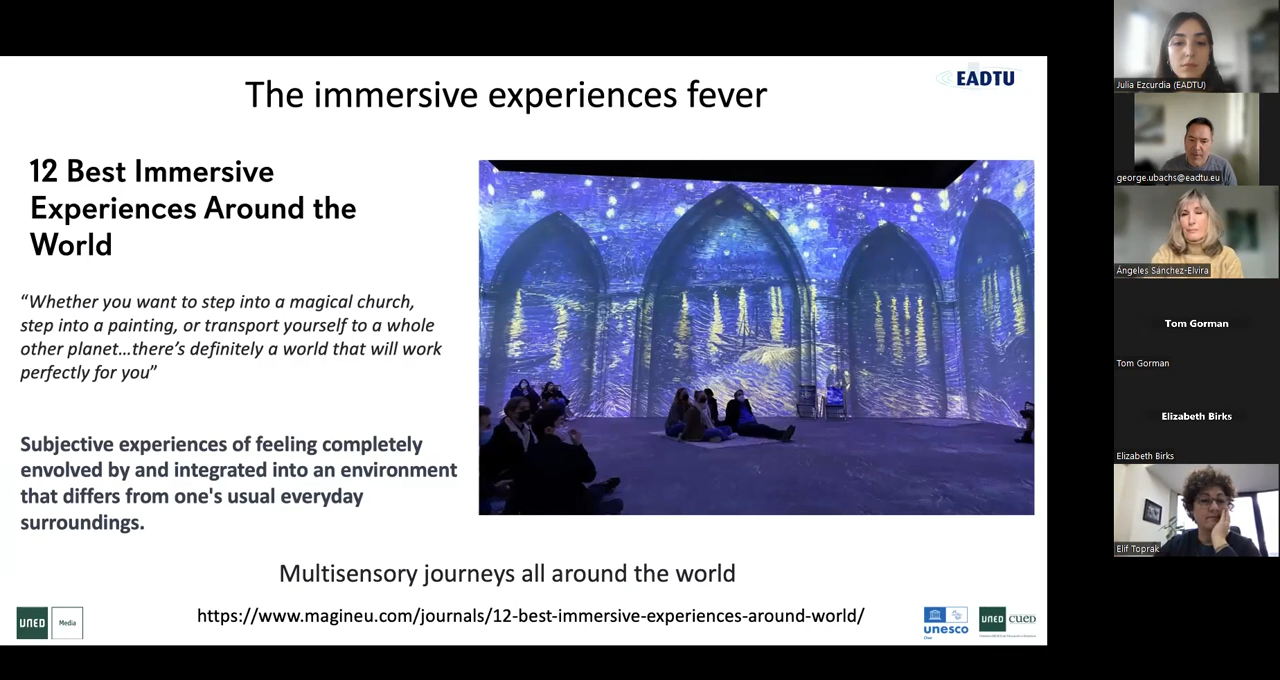 The immersive experiences fever
EADTU
12 Best Immersive
Experiences Around the
World
“Whether you want to step into a magical church,
step into a painting, or transport yourself to a whole
other planet…there’s definitely a world that will work
perfectly for you”
Subjective experiences of feeling completely
envolved by and integrated into an environment
that differs from one's usual everyday
surroundings.
Multisensory journeys all around the world
https://www.magineu.com/journals/12-best-immersive-experiences-around-world/
UNED
Media
unesco
UNED
CUED
Julia Ezcurdia (EADTU)
george.ubachs@eadtu.eu
Ángeles Sánchez-Elvira
Tom Gorman
Tom Gorman
Elizabeth Birks
Elizabeth Birks
Elif Toprak